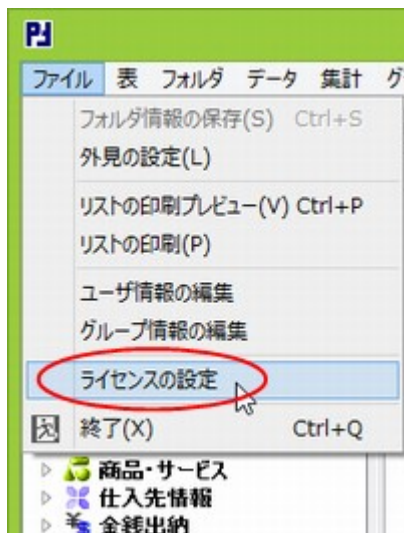 ファイル 表 フォルダ データ 集計 グ
フォルダ情報の保存(S) Ctrl+S
外見の設定(L)
リストの印刷プレビュー(V) Ctrl+P
リストの印刷(P)
ユーザ情報の編集
グループ情報の編集
ライセンスの設定
終了(X) Ctrl+Q
商品・サービス
仕入先情報
金銭出納